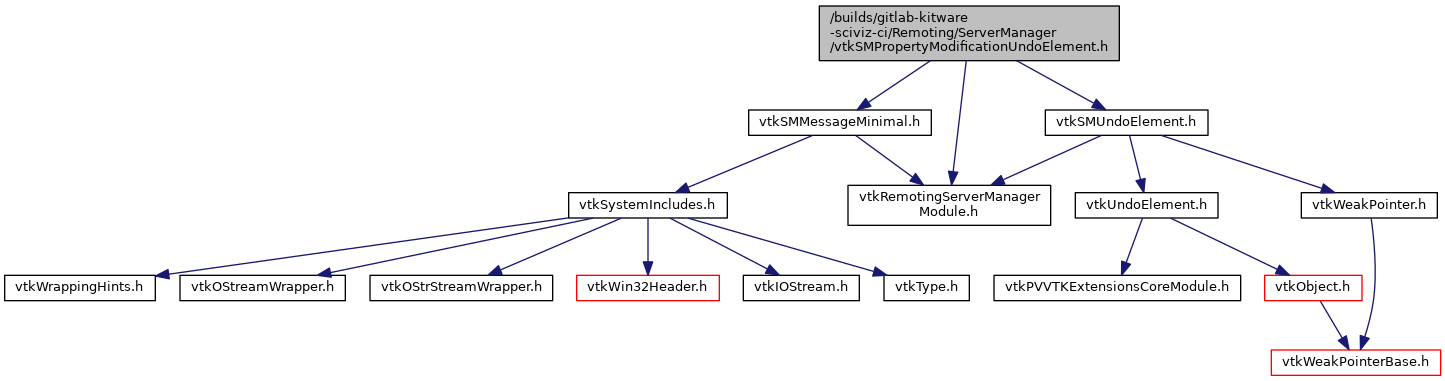 /builds/gitlab-kitware
-sciviz-ci/Remoting/ServerManager
/vtkSMPropertyModificationUndoElement.h
vtkSMMessageMinimal.h
vtkSMUndoElement.h
vtkSystemIncludes.h
vtkRemotingServerManager
Module.h
vtkUndoElement.h
vtkWeakPointer.h
vtkWrappingHints.h
vtkOStreamWrapper.h
vtkOStrStreamWrapper.h
vtkWin32Header.h
vtkIOStream.h
vtkType.h
vtkPVVTKExtensionsCoreModule.h
vtkObject.h
vtkWeakPointerBase.h